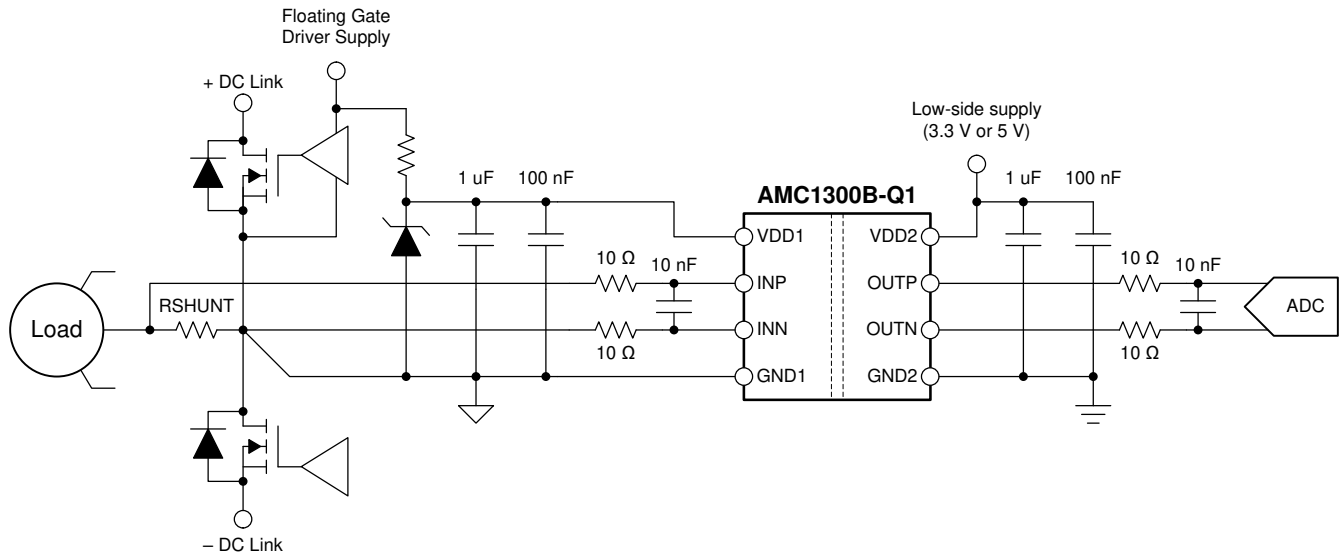 Floating Gate
Driver Supply
+ DC Link
Low-side supply
(3.3 V or 5 V)
1 uF
100 nF
AMC1300B-Q1
1 uF
100 nF
VDD1
VDD2
10 Ω
10 nF
INP
OUTP
10 Ω
10 nF
RSHUNT
Load
INN
OUTN
ADC
10 Ω
10 Ω
GND1
GND2
– DC Link